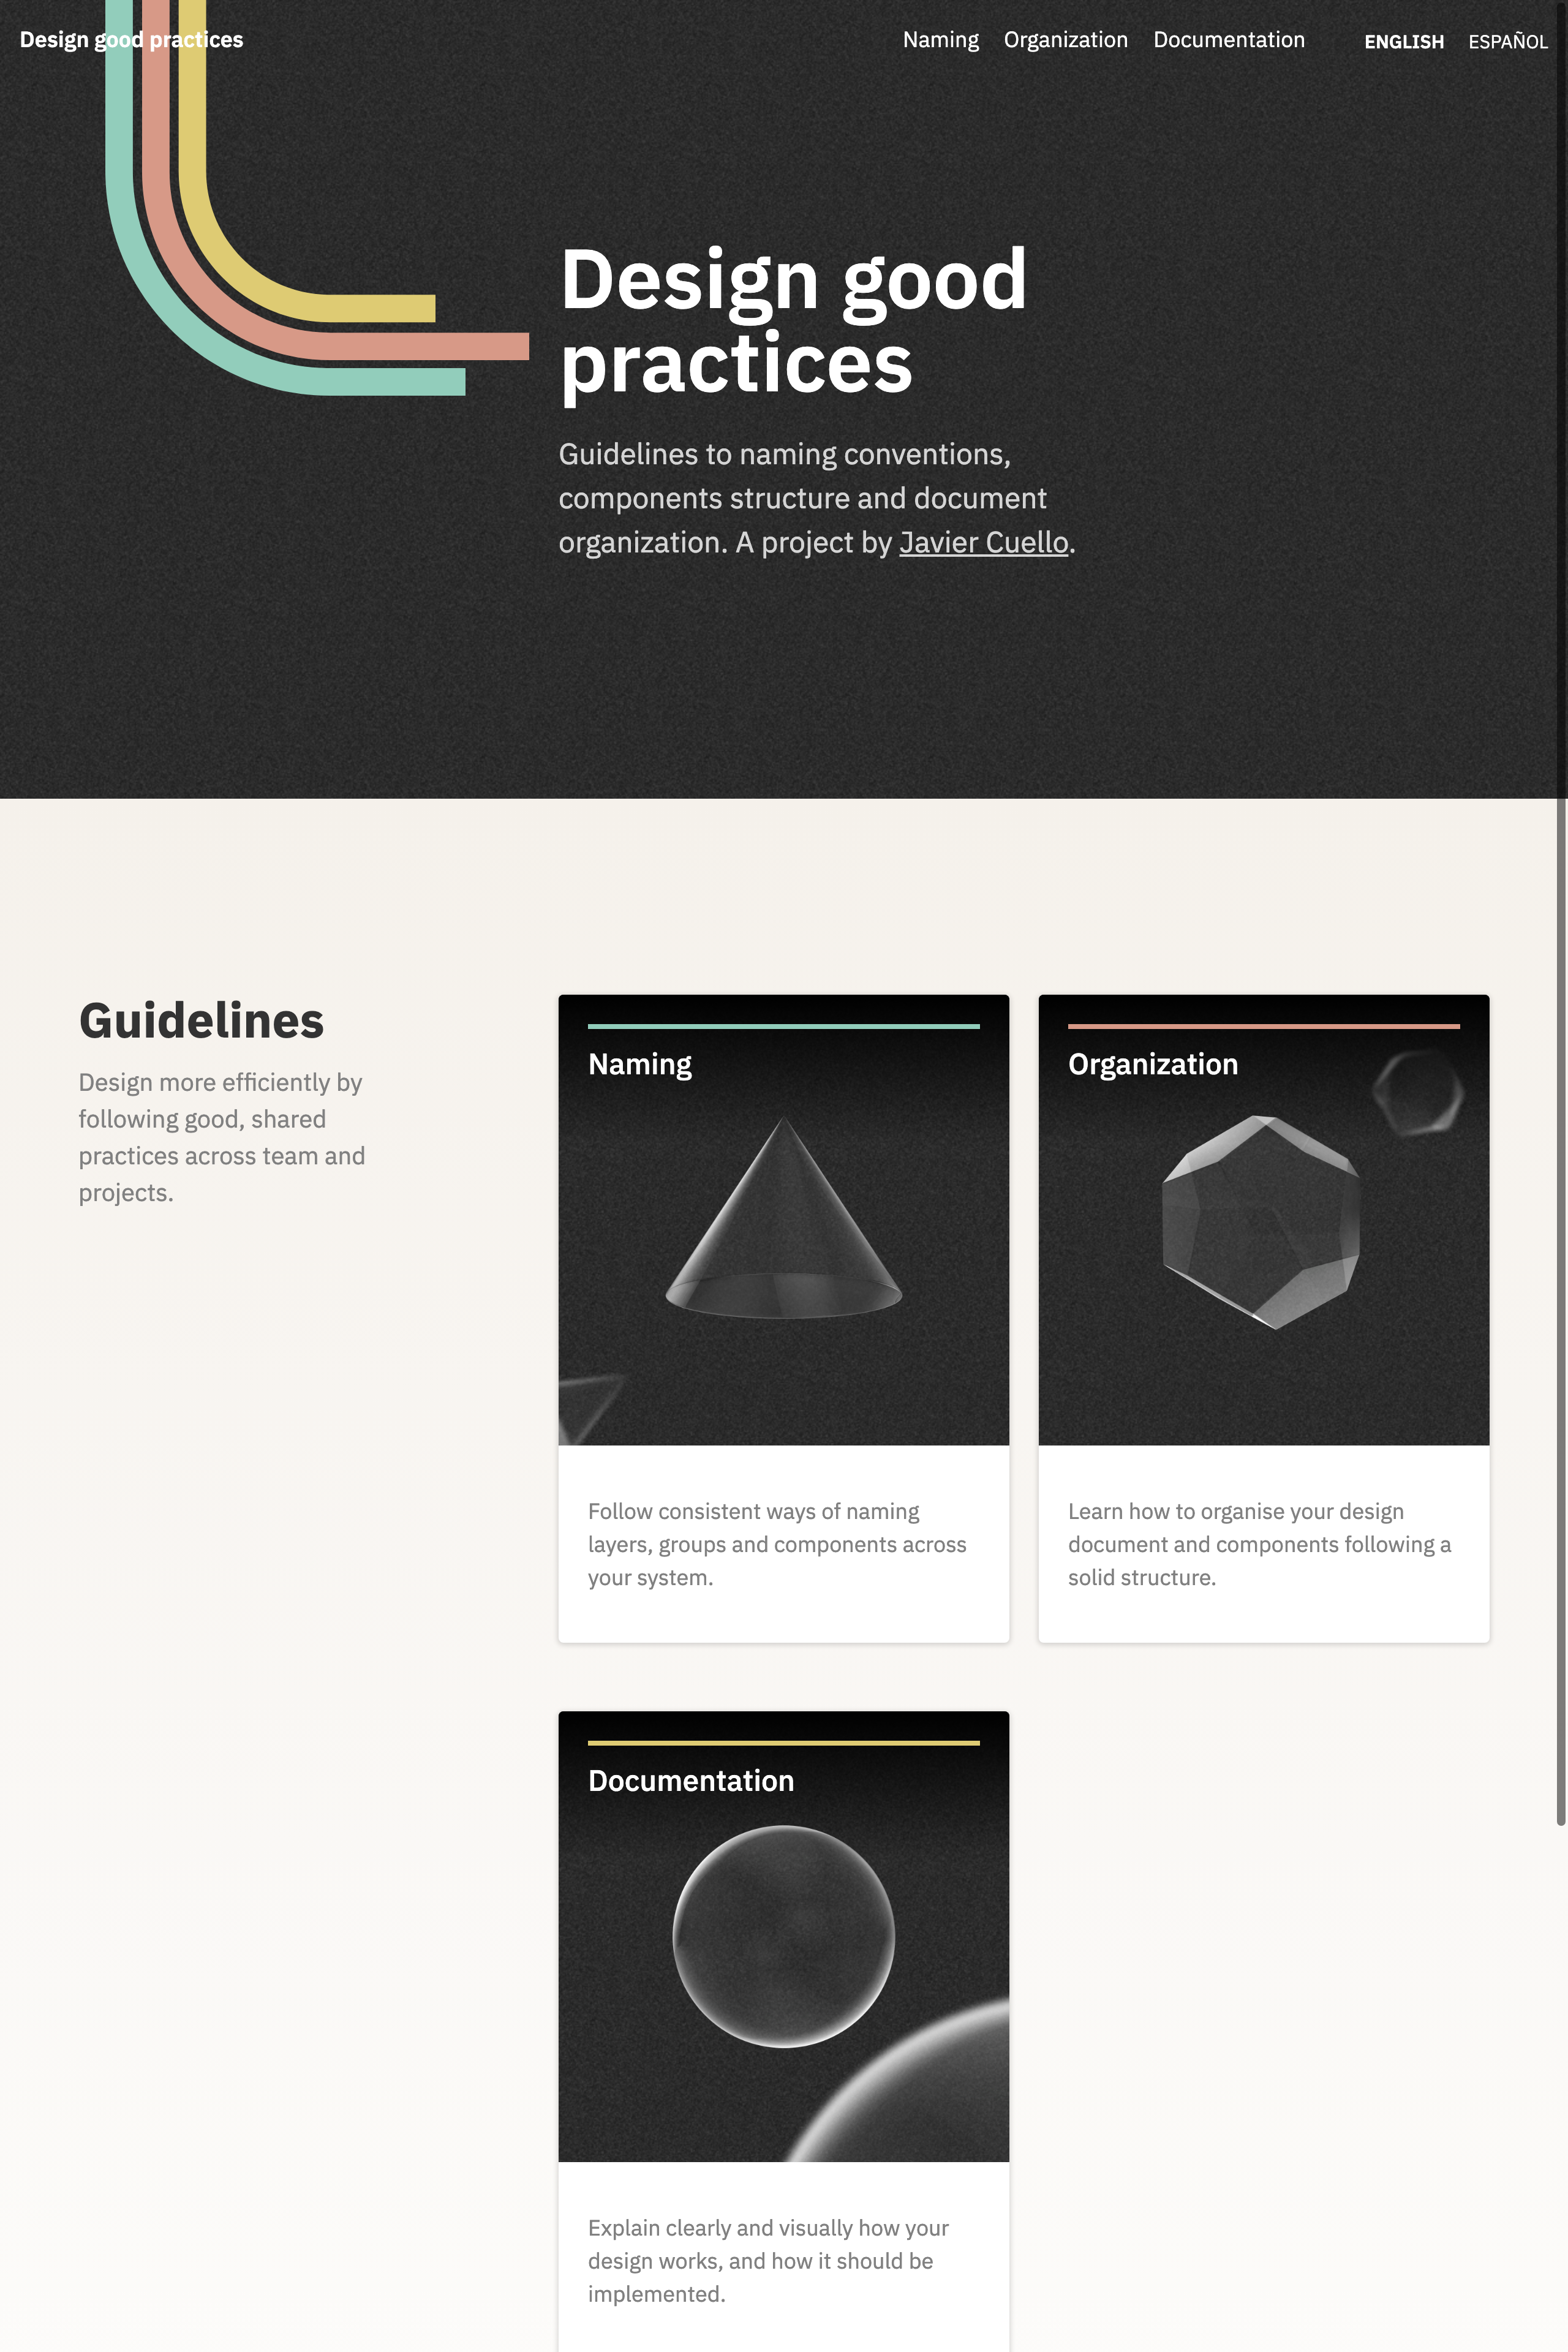 Design good practices
Naming Organization Documentation ENGLISH ESPAÑOL
Design good
practices
Guidelines to naming conventions,
components structure and document
organization. A project by Javier Cuello.
Guidelines
Design more efficiently by
following good, shared
practices across team and
projects.
Naming
Follow consistent ways of naming
layers, groups and components across
your system.
Organization
Learn how to organise your design
document and components following a
solid structure.
Documentation
Explain clearly and visually how your
design works, and how it should be
implemented.